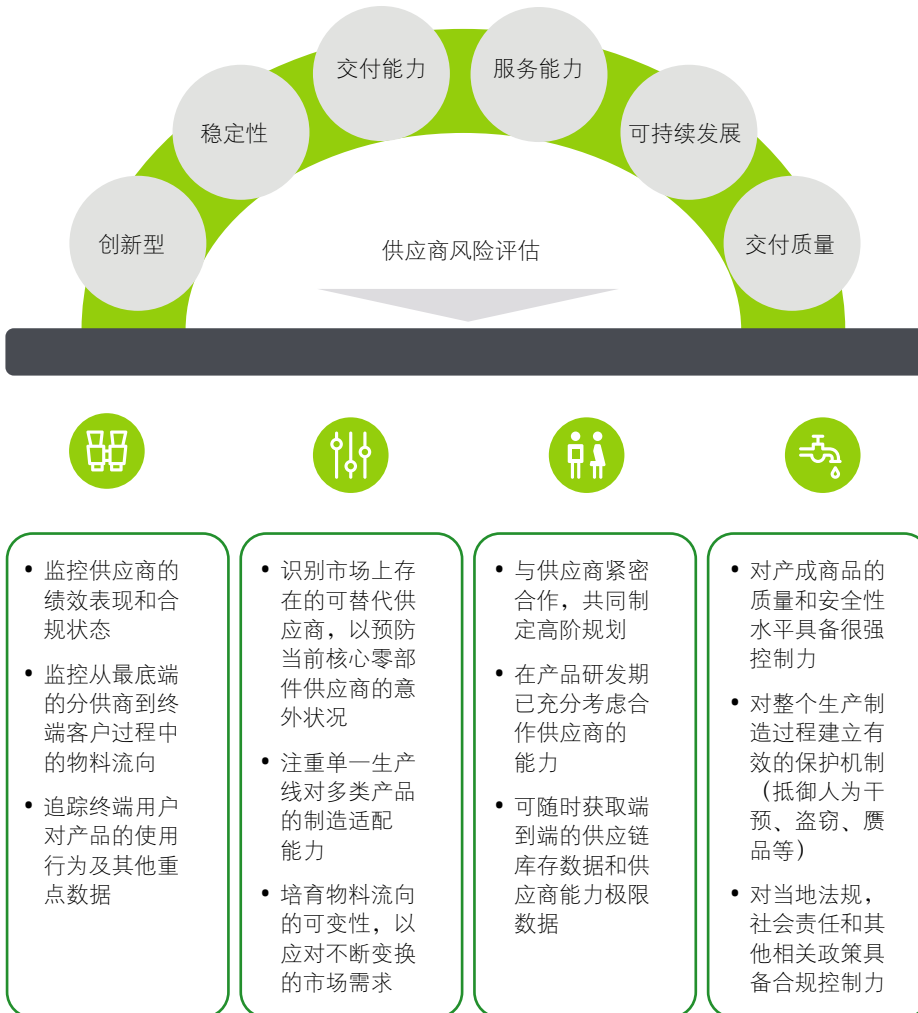 交付能力
服务能力
稳定性
可持续发展
创新型
供应商风险评估
交付质量
• 监控供应商的
绩效表现和合
规状态
• 监控从最底端
的分供商到终
端客户过程中
的物料流向
• 追踪终端用户
对产品的使用
行为及其他重
点数据
• 识别市场上存
在的可替代供
应商，以预防
当前核心零部
件供应商的意
外状况
• 注重单一生产
线对多类产品
的制造适配
能力
• 培育物料流向
的可变性，以
应对不断变换
的市场需求
• 与供应商紧密
合作，共同制
定高阶规划
• 在产品研发期
已充分考虑合
作供应商的
能力
• 可随时获取端
到端的供应链
库存数据和供
应商能力极限
数据
• 对产成商品的
质量和安全性
水平具备很强
控制力
• 对整个生产制
造过程建立有
效的保护机制
（抵御人为干
预、盗窃、赝
品等）
• 对当地法规，
社会责任和其
他相关政策具
备合规控制力